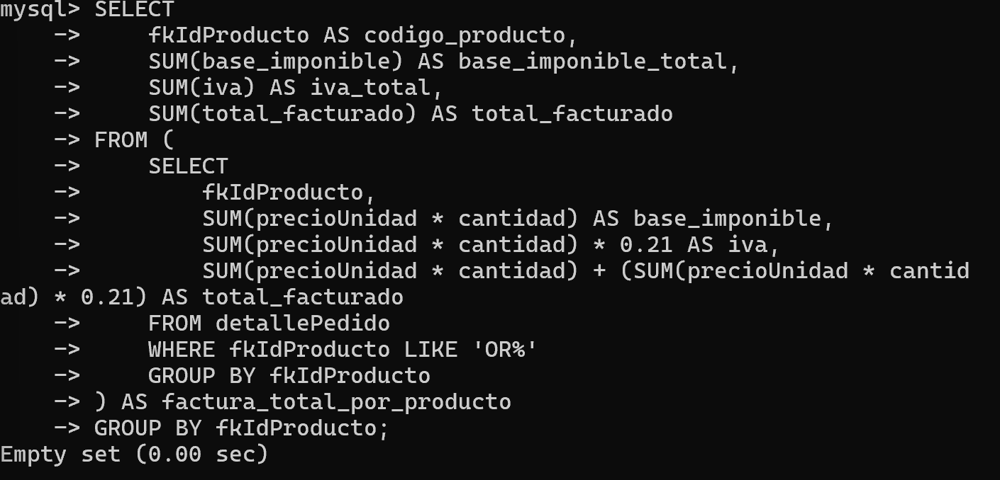 mysql> SELECT
    ->     fkIdProducto AS codigo_producto,
    ->     SUM(base_imponible) AS base_imponible_total,
    ->     SUM(iva) AS iva_total,
    ->     SUM(total_facturado) AS total_facturado
    -> FROM (
    ->     SELECT
    ->         fkIdProducto,
    ->         SUM(precioUnidad * cantidad) AS base_imponible,
    ->         SUM(precioUnidad * cantidad) * 0.21 AS iva,
    ->         SUM(precioUnidad * cantidad) + (SUM(precioUnidad * cantid
ad) * 0.21) AS total_facturado
    ->     FROM detallePedido
    ->     WHERE fkIdProducto LIKE 'OR%'
    ->     GROUP BY fkIdProducto
    -> ) AS factura_total_por_producto
    -> GROUP BY fkIdProducto;
Empty set (0.00 sec)